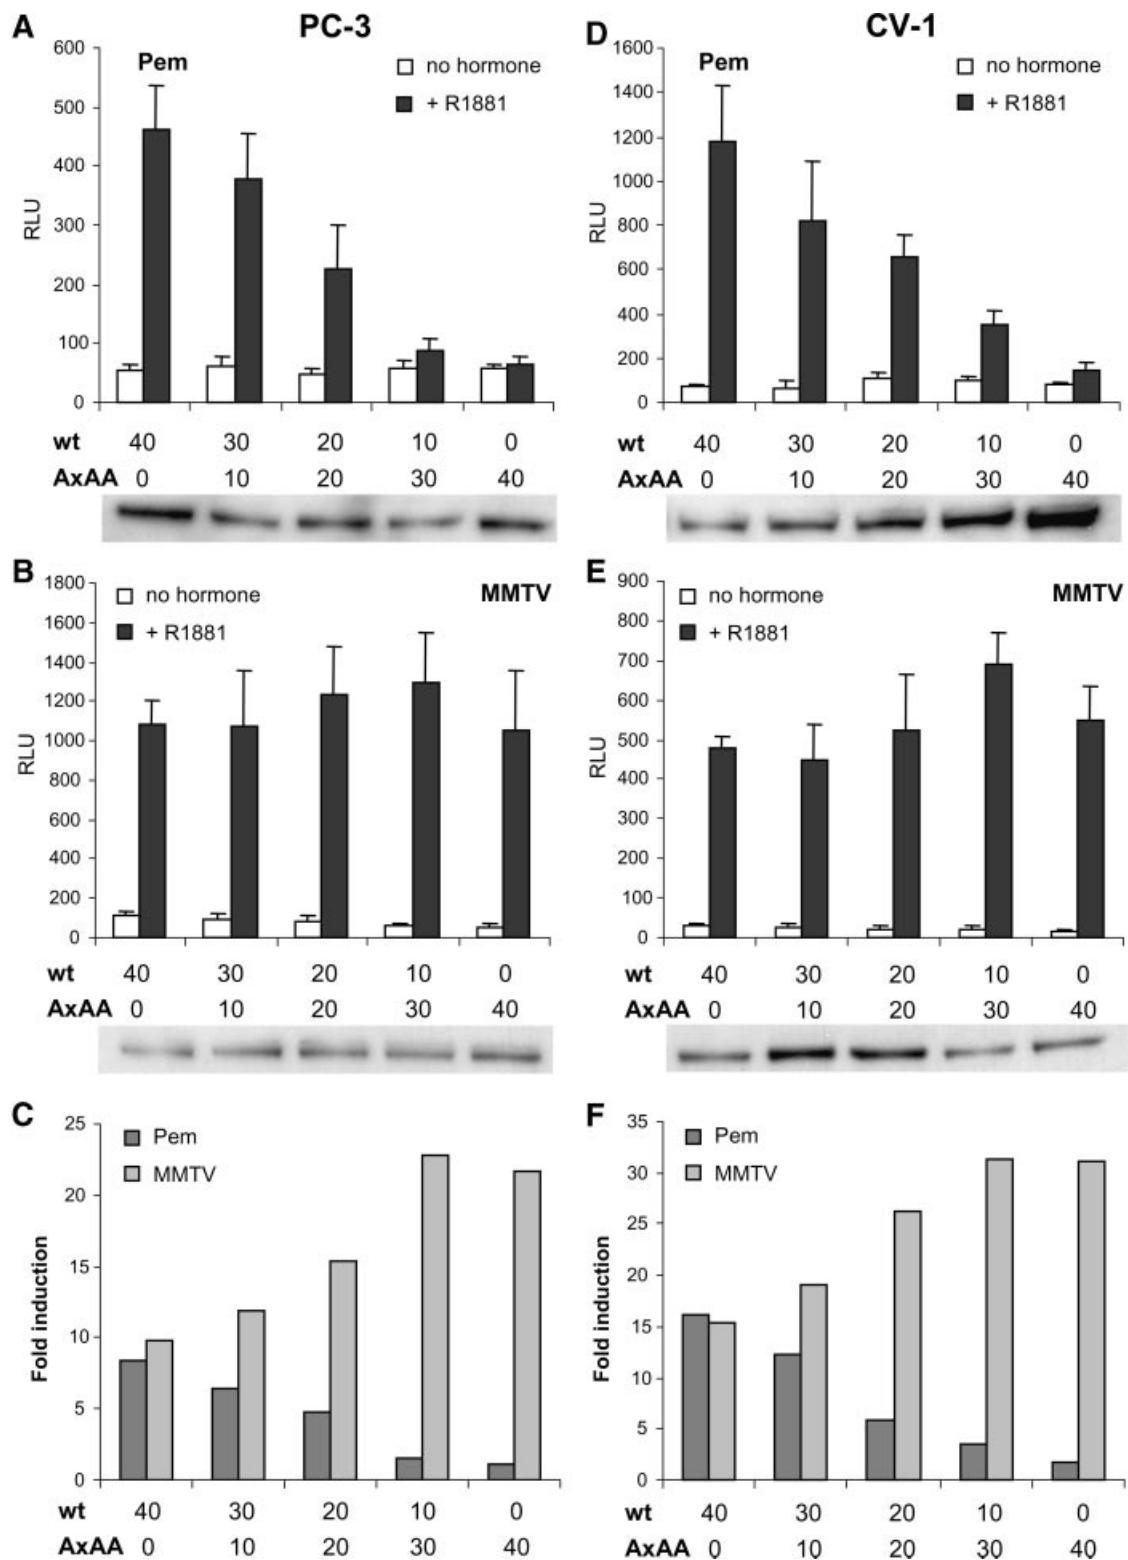 A
PC-3
600
500
400
300
200
100
0
RLU
Pem
no hormone
+ R1881
wt 40 30 20 10 0
AxAA 0 10 20 30 40
B
1800
1600
1400
1200
1000
800
600
400
200
0
RLU
no hormone
+ R1881
MMTV
wt 40 30 20 10 0
AxAA 0 10 20 30 40
C
25
20
15
10
5
0
Fold induction
Pem
MMTV
wt 40 30 20 10 0
AxAA 0 10 20 30 40
D
CV-1
1600
1400
1200
1000
800
600
400
200
0
RLU
Pem
no hormone
+ R1881
wt 40 30 20 10 0
AxAA 0 10 20 30 40
E
900
800
700
600
500
400
300
200
100
0
RLU
no hormone
+ R1881
MMTV
wt 40 30 20 10 0
AxAA 0 10 20 30 40
F
35
30
25
20
15
10
5
0
Fold induction
Pem
MMTV
wt 40 30 20 10 0
AxAA 0 10 20 30 40